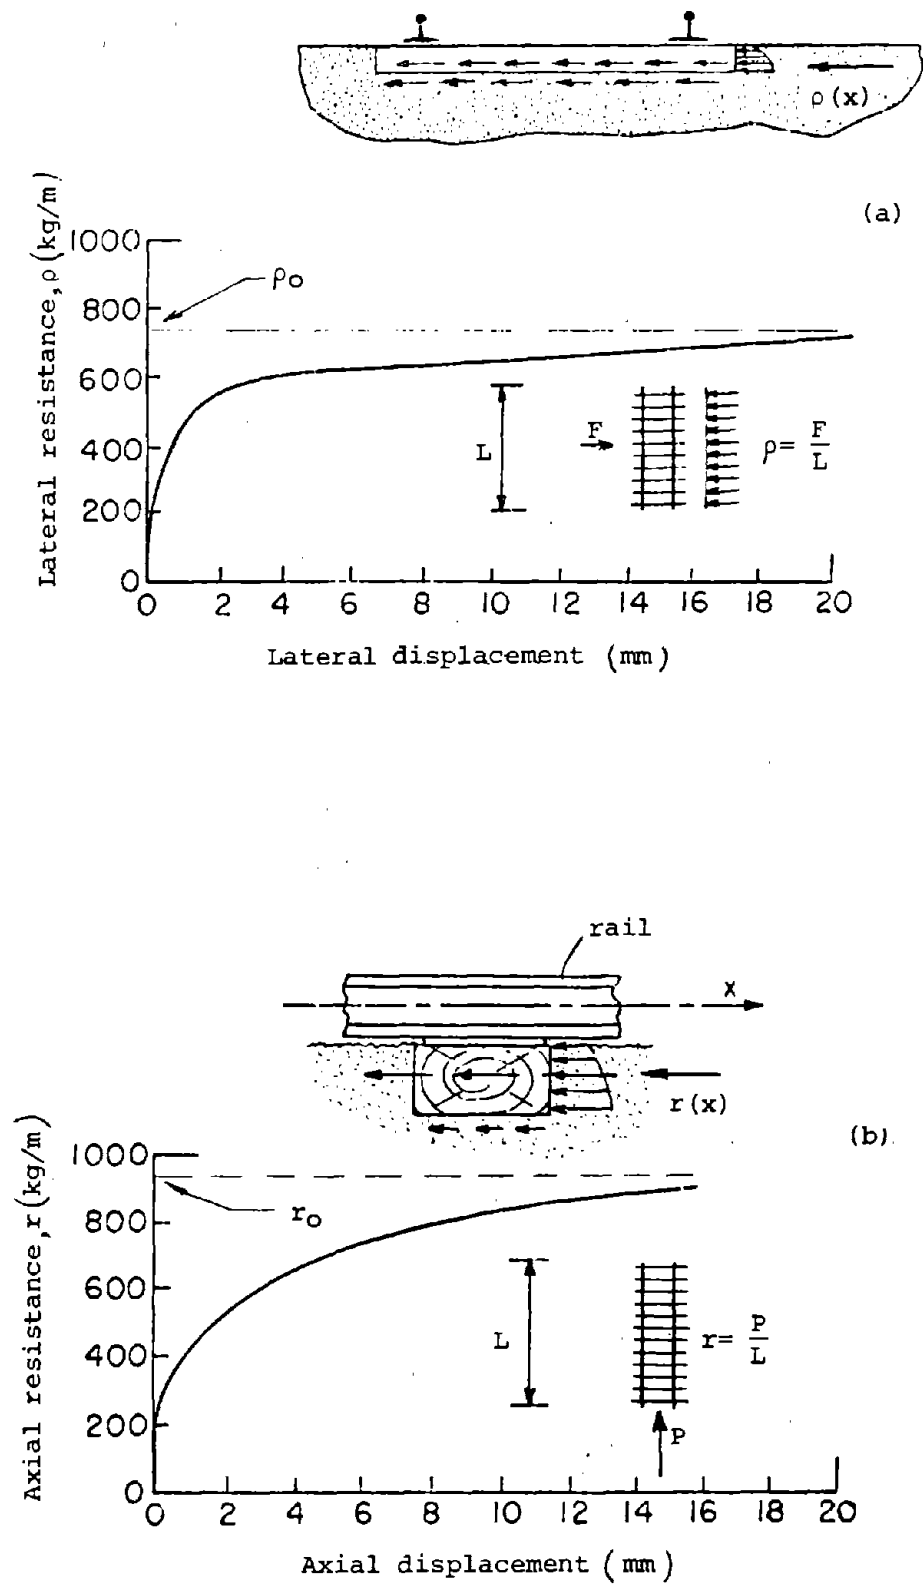 ρ(x)
(a)
Lateral resistance, ρ(kg/m)
1000
800
600
400
200
0
ρo
L
F
ρ= F/L
0 2 4 6 8 10 12 14 16 18 20
Lateral displacement (mm)
rail
X
r(x)
(b)
Axial resistance, r(kg/m)
1000
800
600
400
200
0
ro
L
r= P/L
P
0 2 4 6 8 10 12 14 16 18 20
Axial displacement (mm)